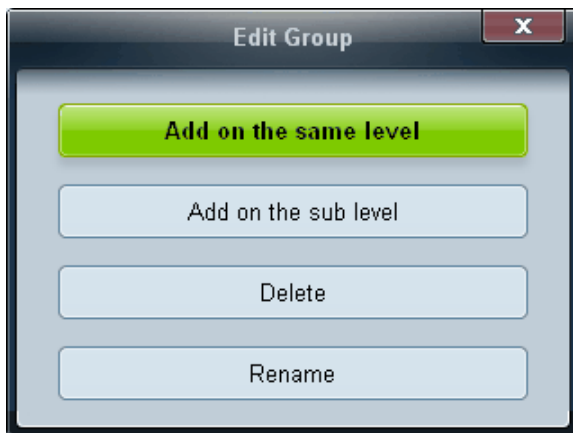 Edit Group
x
Add on the same level
Add on the sub level
Delete
Rename